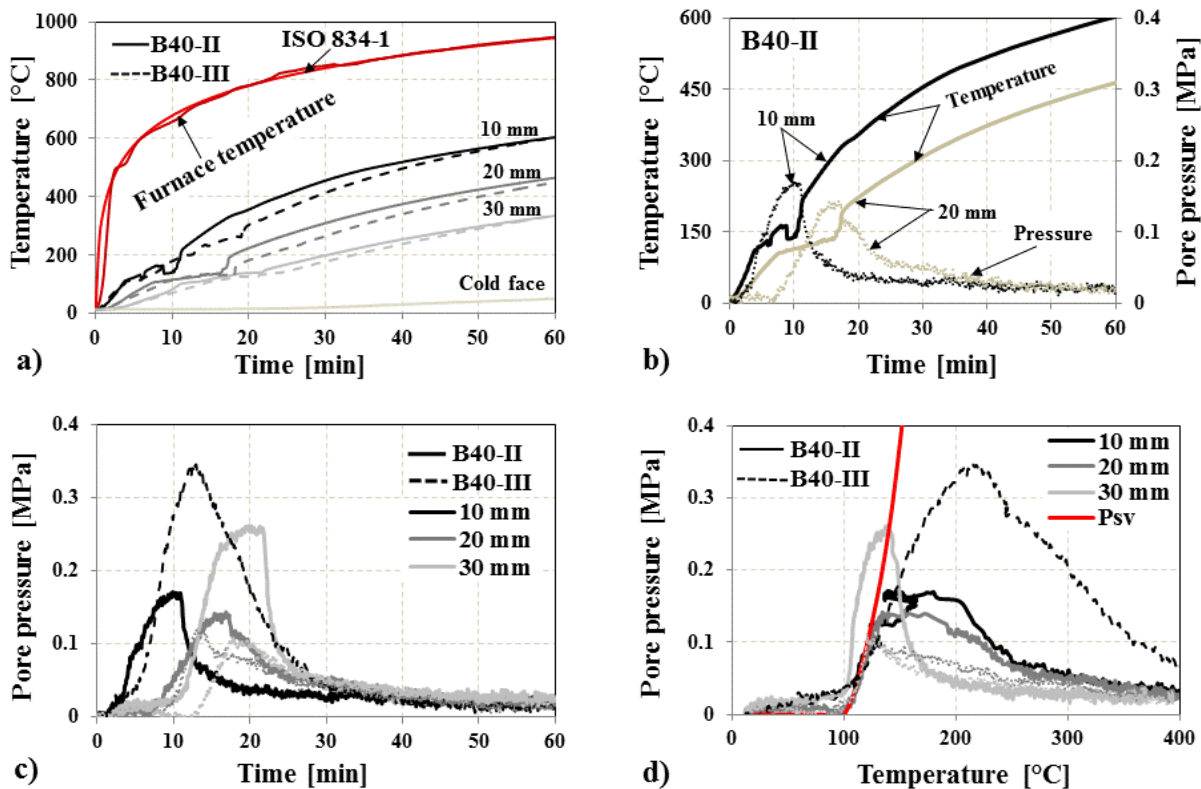 a)
Temperature [°C]
1000
800
600
400
200
0
B40-II
B40-III
ISO 834-1
Furnace temperature
10 mm
20 mm
30 mm
Cold face
0 10 20 30 40 50 60
Time [min]
b)
Temperature [°C]
600
450
300
150
0
B40-II
Temperature
10 mm
20 mm
Pressure
0.4
0.3
0.2
0.1
0
Pore pressure [MPa]
0 10 20 30 40 50 60
Time [min]
c)
Pore pressure [MPa]
0.4
0.3
0.2
0.1
0
B40-II
B40-III
10 mm
20 mm
30 mm
0 10 20 30 40 50 60
Time [min]
d)
Pore pressure [MPa]
0.4
0.3
0.2
0.1
0
B40-II
B40-III
10 mm
20 mm
30 mm
Psv
0 100 200 300 400
Temperature [°C]